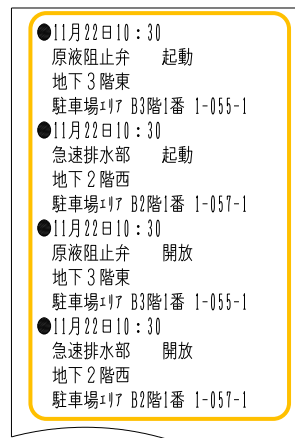 ●11月22日10：30
原液阻止弁　起動
地下３階東
駐車場ｴﾘｱ B3階1番 1-055-1
●11月22日10：30
急速排水部　起動
地下２階西
駐車場ｴﾘｱ B2階1番 1-057-1
●11月22日10：30
原液阻止弁　開放
地下３階東
駐車場ｴﾘｱ B3階1番 1-055-1
●11月22日10：30
急速排水部　開放
地下２階西
駐車場ｴﾘｱ B2階1番 1-057-1